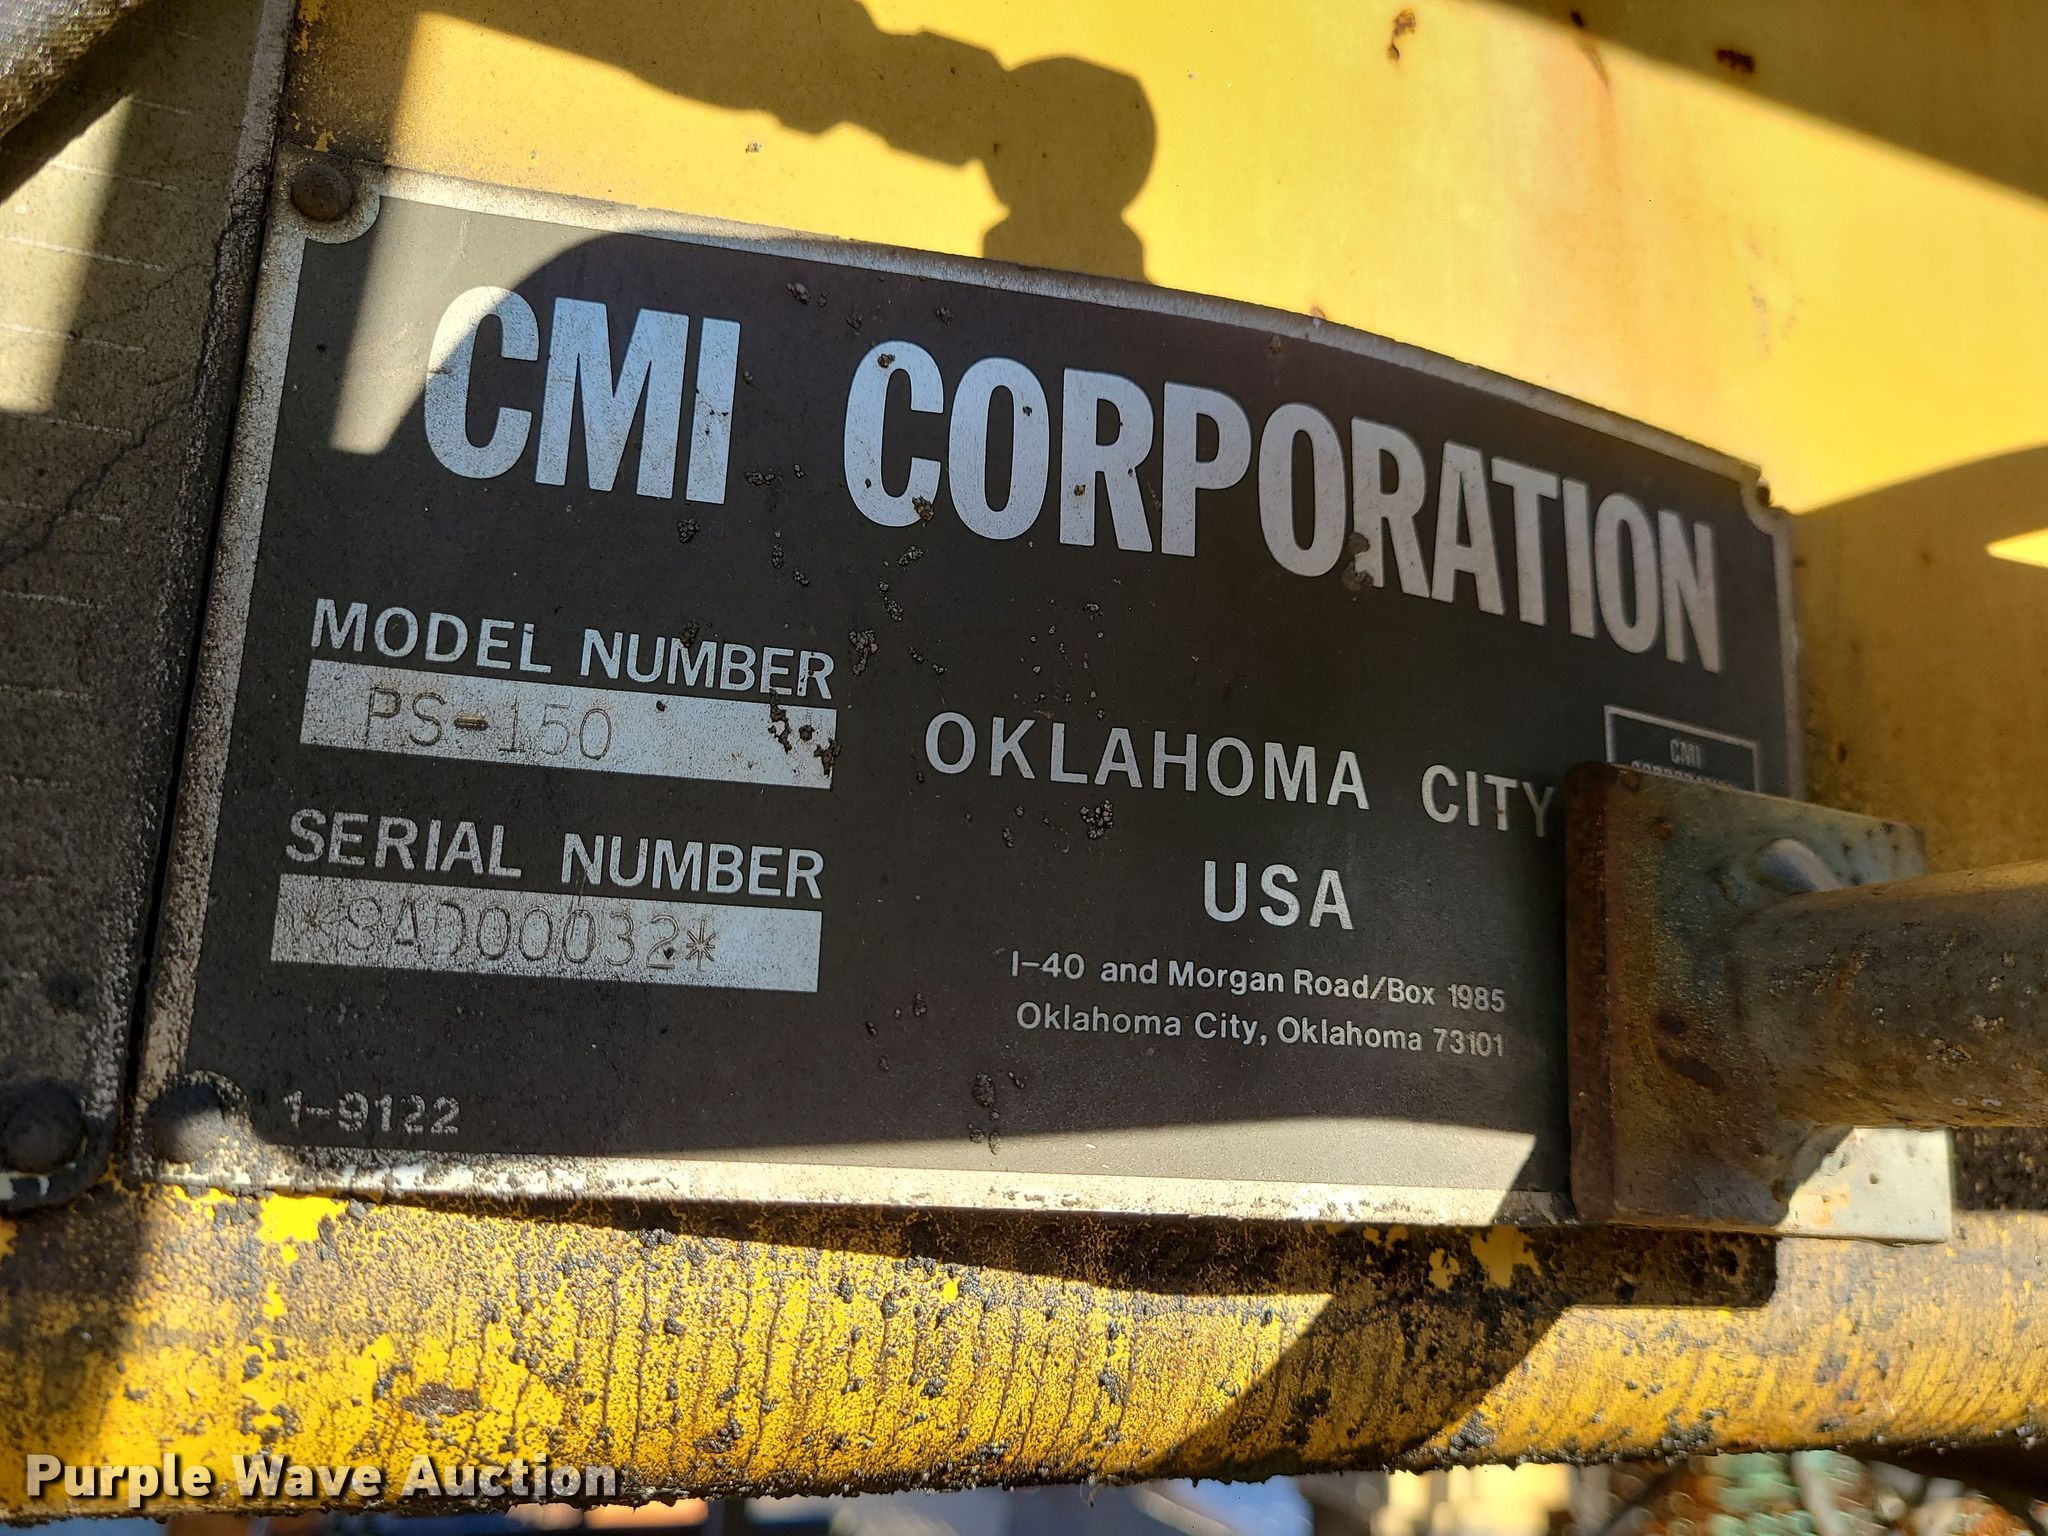 CMI CORPORATION
MODEL NUMBER
PS-150
OKLAHOMA CITY
CMI
SERIAL NUMBER
USA
I-40 and Morgan Road/Box 1985
Oklahoma City, Oklahoma 73101
1-9122
Purple Wave Auction